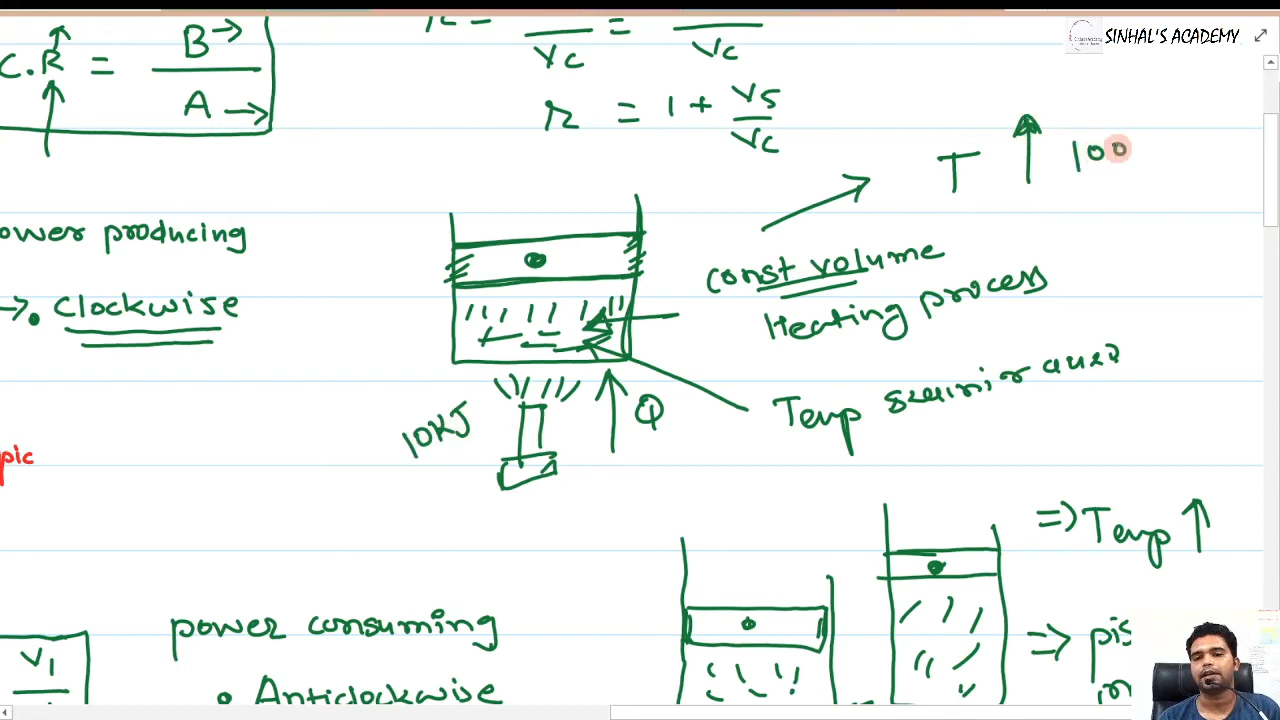 SINHAL'S ACADEMY
C.R = B / A
Vc = Vc
r = 1 + Vs / Vc
T ↑ 100
ower producing
→. Clockwise
const volume
Heating process
Temp
10KJ
Q
pic
=> Temp ↑
power consuming
=> pis
V1
• Anticlockwise